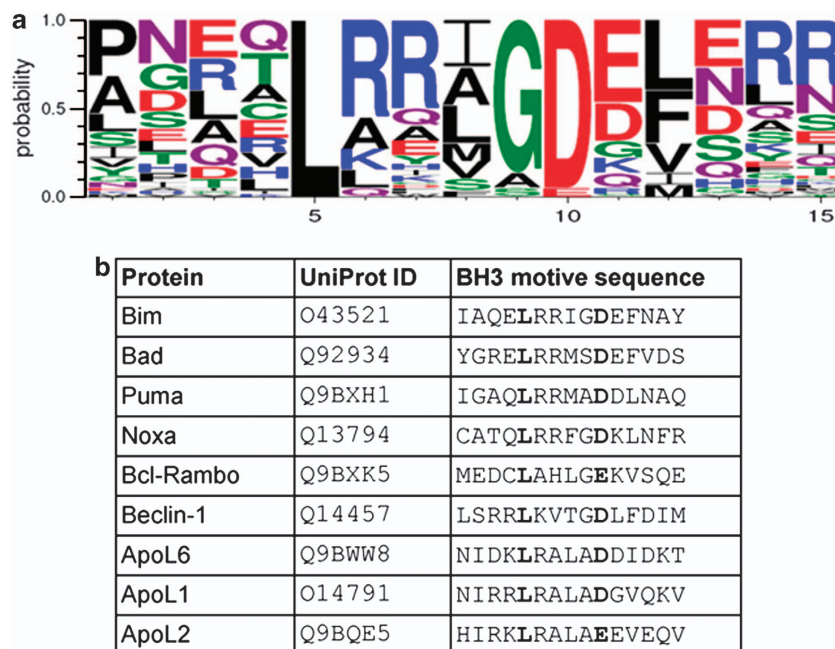 a
probability
1.0
0.5
0.0
5 10 15
b
Protein UniProt ID BH3 motive sequence
Bim O43521 IAQELRRIGDEFNAY
Bad Q92934 YGRELRRMSDEFVDS
Puma Q9BXH1 IGAQLRRMADDLNAQ
Noxa Q13794 CATQLRRFGDKLNFR
Bcl-Rambo Q9BXK5 MEDCLAHLGEKVSQE
Beclin-1 Q14457 LSRRLKVTGDLFDIM
ApoL6 Q9BWW8 NIDKLRALADDIDKT
ApoL1 O14791 NIRRLRALADGVQKV
ApoL2 Q9BQE5 HIRKLRALAEEVEQV